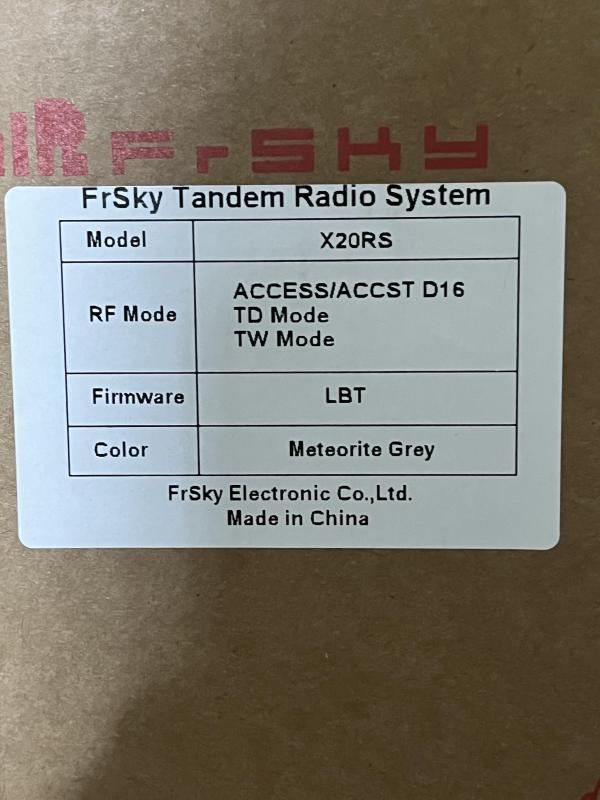 FrSKY
FrSky Tandem Radio System
Model X20RS
RF Mode ACCESS/ACCST D16
TD Mode
TW Mode
Firmware LBT
Color Meteorite Grey
FrSky Electronic Co.,Ltd.
Made in China